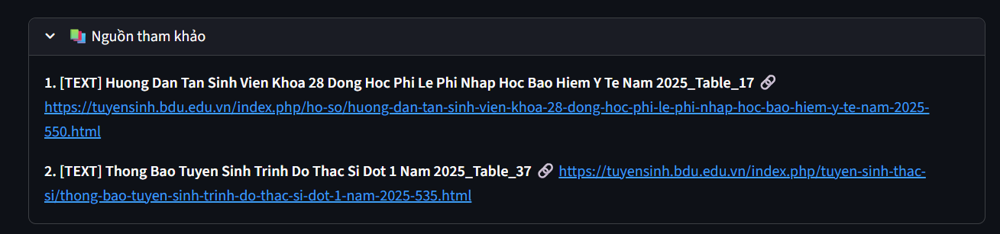 Nguồn tham khảo
1. [TEXT] Huong Dan Tan Sinh Vien Khoa 28 Dong Hoc Phi Le Phi Nhap Hoc Bao Hiem Y Te Nam 2025_Table_17
https://tuyensinh.bdu.edu.vn/index.php/ho-so/huong-dan-tan-sinh-vien-khoa-28-dong-hoc-phi-le-phi-nhap-hoc-bao-hiem-y-te-nam-2025-
550.html
2. [TEXT] Thong Bao Tuyen Sinh Trinh Do Thac Si Dot 1 Nam 2025_Table_37 https://tuyensinh.bdu.edu.vn/index.php/tuyen-sinh-thac-
si/thong-bao-tuyen-sinh-trinh-do-thac-si-dot-1-nam-2025-535.html